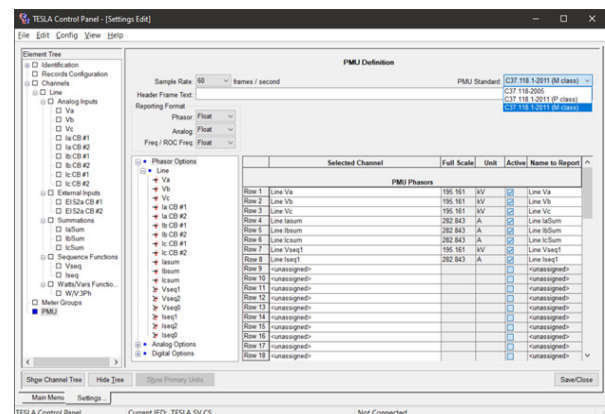 TESLA Control Panel - [Settings Edit]
File Edit Config View Help
Element Tree
Identification
Records Configuration
Channels
Line
Analog Inputs
Va
Vb
Vc
Ia:CB #1
Ia:CB #2
Ib:CB #1
Ib:CB #2
Ic:CB #1
Ic:CB #2
External Inputs
EI:52a CB #1
EI:52a CB #2
Summations
IaSum
IbSum
IcSum
Sequence Functions
Vseq
Iseq
Watts/Vars Functio...
W/V:3Ph
Meter Groups
PMU
PMU Definition
Sample Rate: 60 frames / second
PMU Standard: C37.118.1-2011 (M class)
C37.118-2005
C37.118.1-2011 (P class)
C37.118.1-2011 (M class)
Header Frame Text:
Reporting Format
Phasor: Float
Analog: Float
Freq / ROC Freq: Float
Phasor Options
Line
Va
Vb
Vc
Ia:CB #1
Ia:CB #2
Ib:CB #1
Ib:CB #2
Ic:CB #1
Ic:CB #2
Iasum
Ibsum
Icsum
Vseq1
Vseq2
Vseq0
Iseq1
Iseq2
Iseq0
Analog Options
Digital Options
Selected Channel Full Scale Unit Active Name to Report
PMU Phasors
Row 1 Line:Va 195.161 kV Line:Va
Row 2 Line:Vb 195.161 kV Line:Vb
Row 3 Line:Vc 195.161 kV Line:Vc
Row 4 Line:Iasum 282.843 A Line:IaSum
Row 5 Line:Ibsum 282.843 A Line:IbSum
Row 6 Line:Icsum 282.843 A Line:IcSum
Row 7 Line:Vseq1 195.161 kV Line:Vseq1
Row 8 Line:Iseq1 282.843 A Line:Iseq1
Row 9 <unassigned> <unassigned>
Row 10 <unassigned> <unassigned>
Row 11 <unassigned> <unassigned>
Row 12 <unassigned> <unassigned>
Row 13 <unassigned> <unassigned>
Row 14 <unassigned> <unassigned>
Row 15 <unassigned> <unassigned>
Row 16 <unassigned> <unassigned>
Row 17 <unassigned> <unassigned>
Row 18 <unassigned> <unassigned>
Show Channel Tree Hide Tree Show Primary Units Save/Close
Main Menu Settings...
TESLA Control Panel Current IED: TESLA SV CS Not Connected